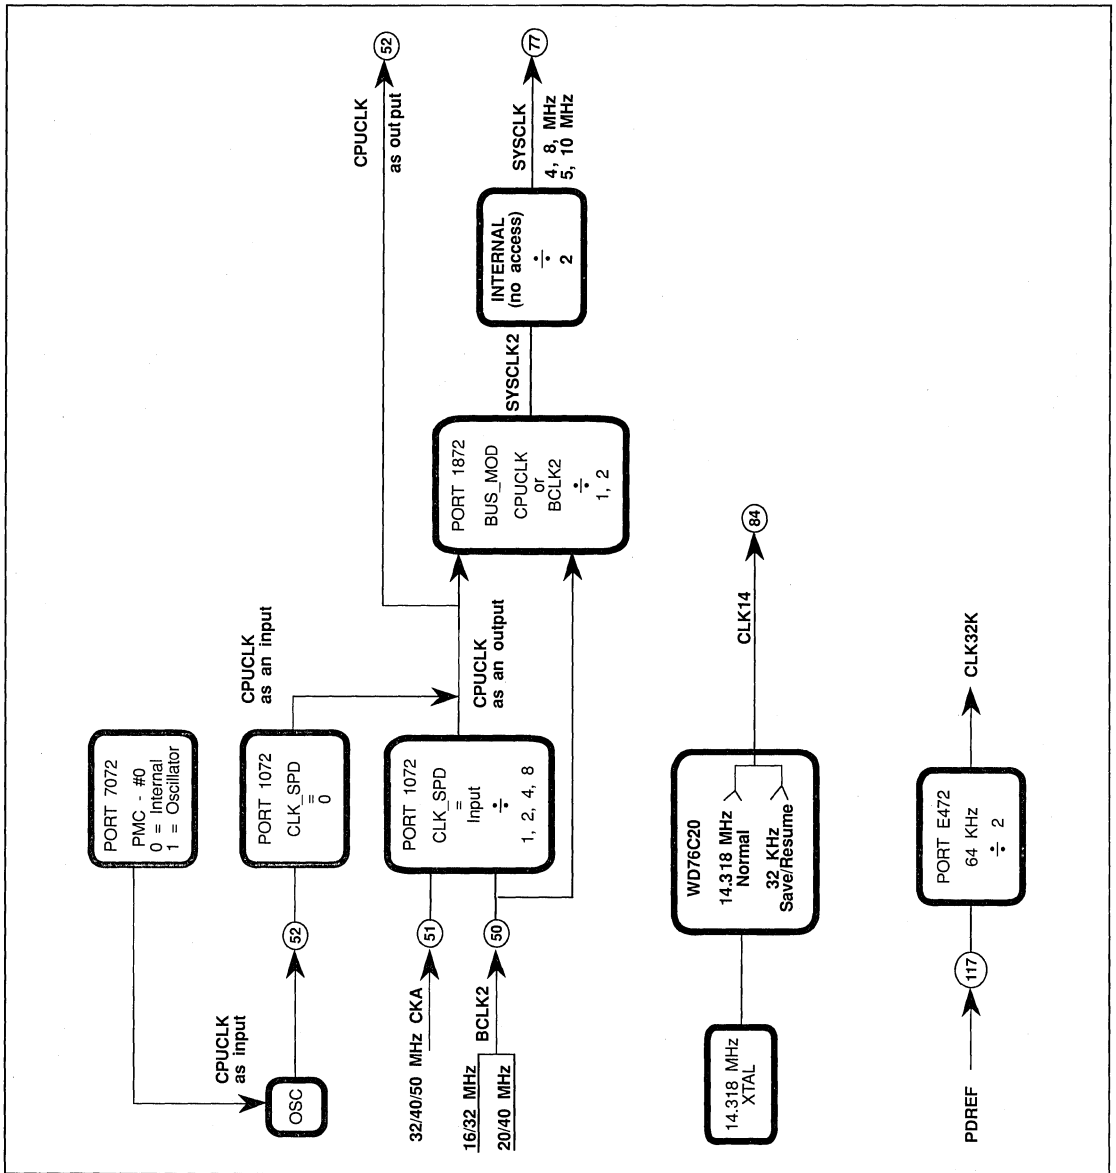 PORT 7072
PMC - #0
0 = Internal
1 = Oscillator
CPUCLK
as input
OSC
52
PORT 1072
CLK_SPD
=
0
CPUCLK
as an input
CPUCLK
as output
52
32/40/50 MHz CKA
51
16/32 MHz
20/40 MHz
BCLK2
50
PORT 1072
CLK_SPD
=
Input
÷
1, 2, 4, 8
CPUCLK
as an output
PORT 1872
BUS_MOD
CPUCLK
or
BCLK2
÷
1, 2
SYSCLK2
INTERNAL
(no access)
÷
2
SYSCLK
4, 8, MHz
5, 10 MHz
77
14.318 MHz
XTAL
WD76C20
14.318 MHz
Normal
32 KHz
Save/Resume
CLK14
84
PDREF
117
PORT E472
64 KHz
÷ 2
CLK32K